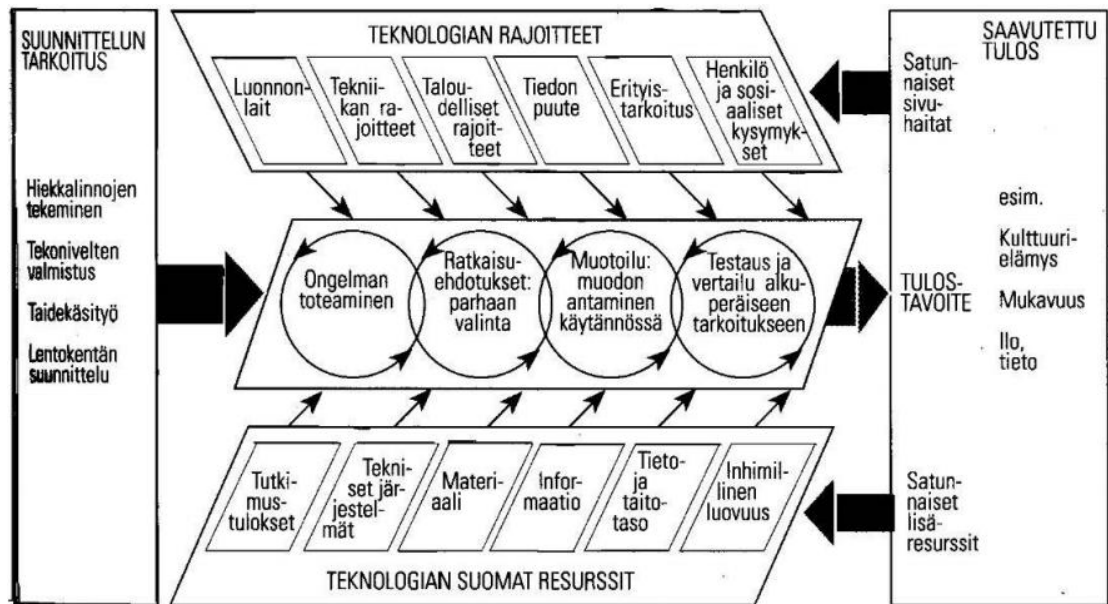 SUUNNITTELUN
TARKOITUS
Hiekkalinnojen
tekeminen
Tekonivelten
valmistus
Taidekäsityö
Lentokentän
suunnittelu
TEKNOLOGIAN RAJOITTEET
Luonnon-
lait
Teknii-
kan ra-
joitteet
Talou-
delliset
rajoit-
teet
Tiedon
puute
Erityis-
tarkoitus
Henkilö
ja sosi-
aaliset
kysymyk-
set
Ongelman
toteaminen
Ratkaisu-
ehdotukset:
parhaan
valinta
Muotoilu:
muodon
antaminen
käytännössä
Testaus ja
vertailu alku-
peräiseen
tarkoitukseen
Tutki-
mus-
tulokset
Tekni-
set jär-
jestel-
mät
Materi-
aali
Infor-
maatio
Tieto-
ja
taito-
taso
Inhimil-
linen
luovuus
TEKNOLOGIAN SUOMAT RESURSSIT
SAAVUTETTU
TULOS
Satun-
naiset
sivu-
haitat
esim.
Kulttuuri-
elämys
TULOS-
TAVOITE
Mukavuus
Ilo,
tieto
Satun-
naiset
lisä-
resurssit